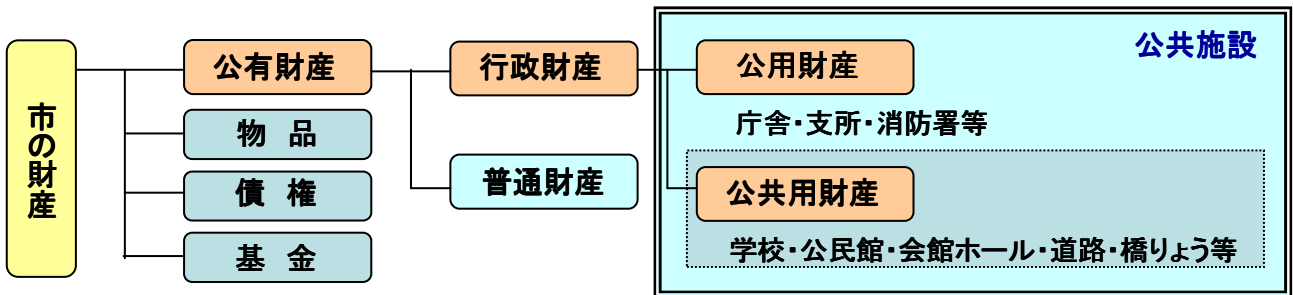 市の財産
公有財産
物 品
債 権
基 金
行政財産
普通財産
公共施設
公用財産
庁舎・支所・消防署等
公共用財産
学校・公民館・会館ホール・道路・橋りょう等